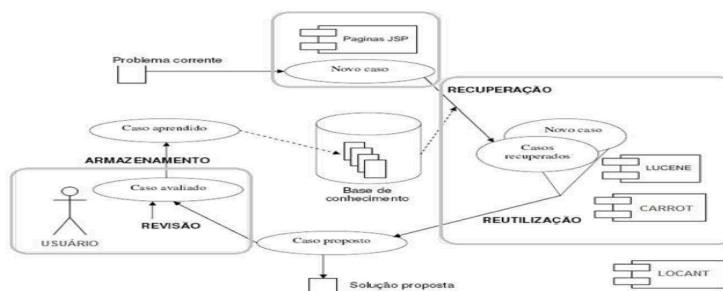 Paginas JSP
Problema corrente
Novo caso
RECUPERAÇÃO
Caso aprendido
Novo caso
Casos
recuperados
ARMAZENAMENTO
LUCENE
Caso avaliado
Base de
conhecimento
CARROT
REUTILIZAÇÃO
REVISÃO
USUÁRIO
Caso proposto
LOCANT
Solução proposta